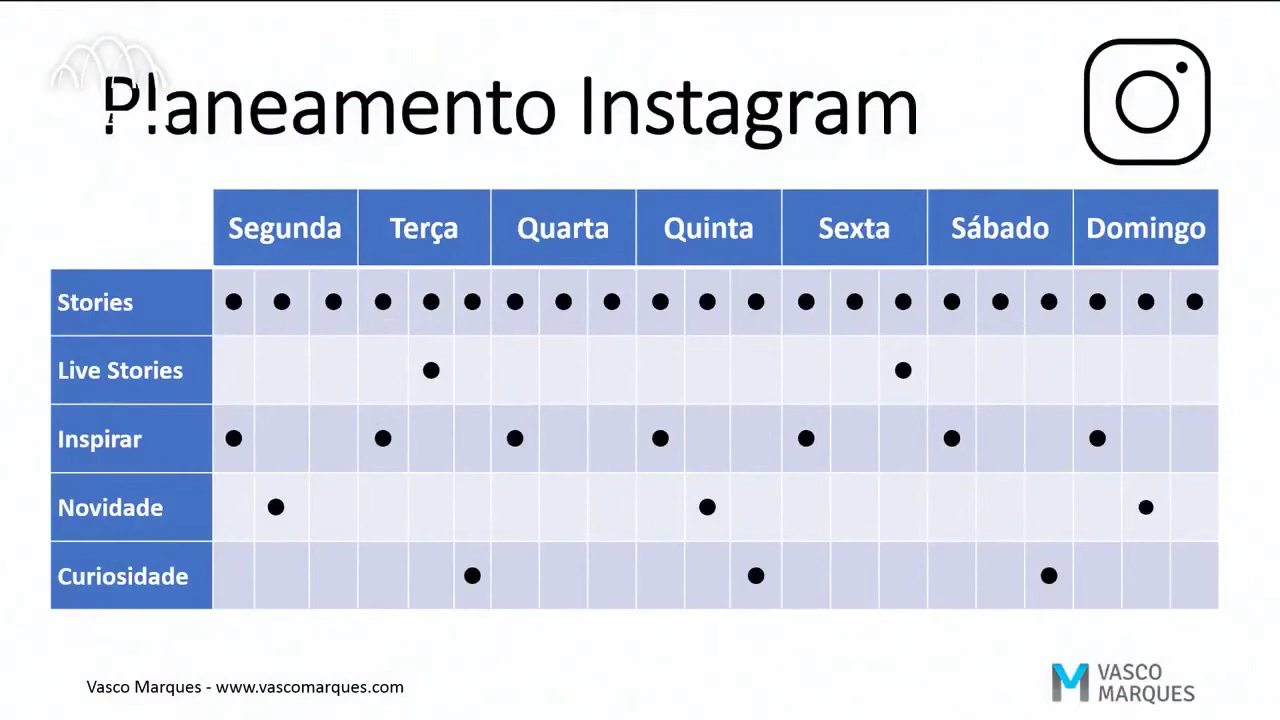 Planeamento Instagram
Segunda Terça Quarta Quinta Sexta Sábado Domingo
Stories
Live Stories
Inspirar
Novidade
Curiosidade
Vasco Marques - www.vascomarques.com
VASCO
MARQUES